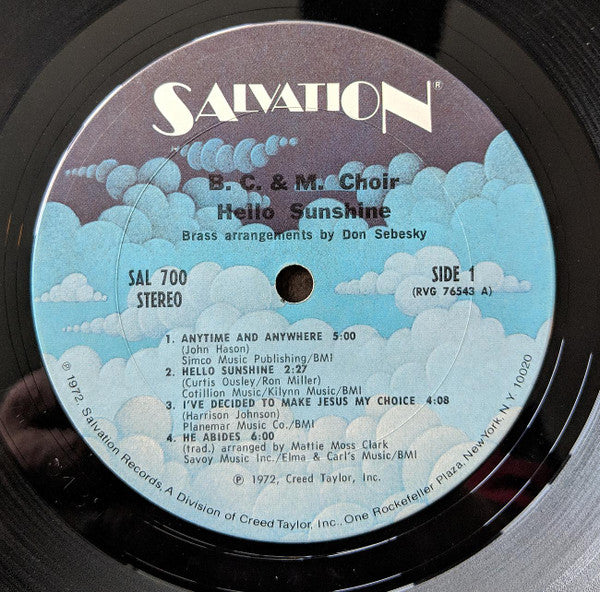 SALVATION®
B. C. & M. Choir
Hello Sunshine
Brass arrangements by Don Sebesky
SAL 700
STEREO
SIDE 1
(RVG 76543 A)
1. ANYTIME AND ANYWHERE 5:00
(John Hason)
Simco Music Publishing/BMI
2. HELLO SUNSHINE 2:27
(Curtis Ousley/Ron Miller)
Cotillion Music/Kilynn Music/BMI
3. I'VE DECIDED TO MAKE JESUS MY CHOICE 4:08
(Harrison Johnson)
Planemar Music Co./BMI
4. HE ABIDES 6:00
(trad.) arranged by Mattie Moss Clark
Savoy Music Inc./Elma & Carl's Music/BMI
℗ 1972, Creed Taylor, Inc.
℗ 1972, Salvation Records, A Division of Creed Taylor, Inc., One Rockefeller Plaza, New York, N Y 10020